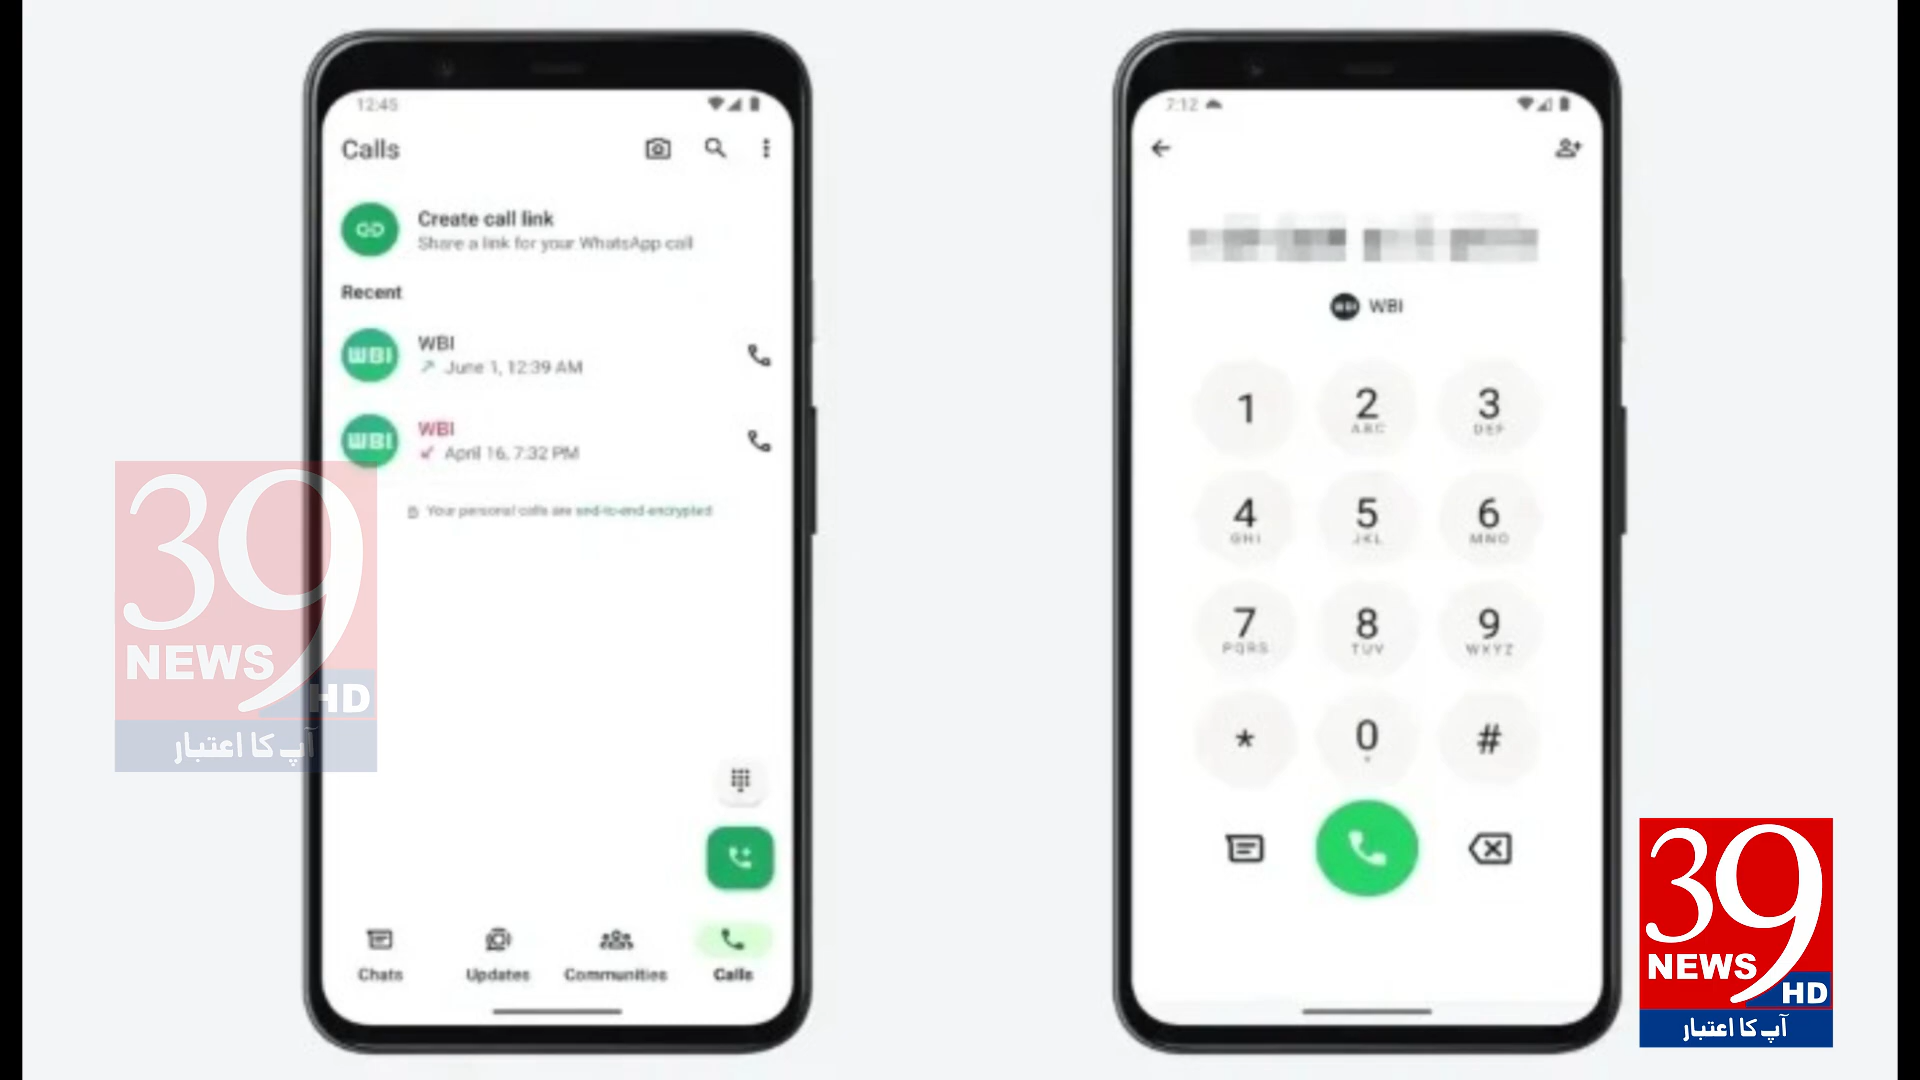 12:45
Calls
Create call link
Share a link for your WhatsApp call
Recent
WBI
WBI
June 1, 12:39 AM
WBI
WBI
April 16, 7:32 PM
Your personal calls are end-to-end encrypted
Chats
Updates
Communities
Calls
7:12
WBI
1
2
ABC
3
DEF
4
GHI
5
JKL
6
MNO
7
PQRS
8
TUV
9
WXYZ
*
0
+
#
39
NEWS
HD
آپ کا اعتبار
39
NEWS
HD
آپ کا اعتبار